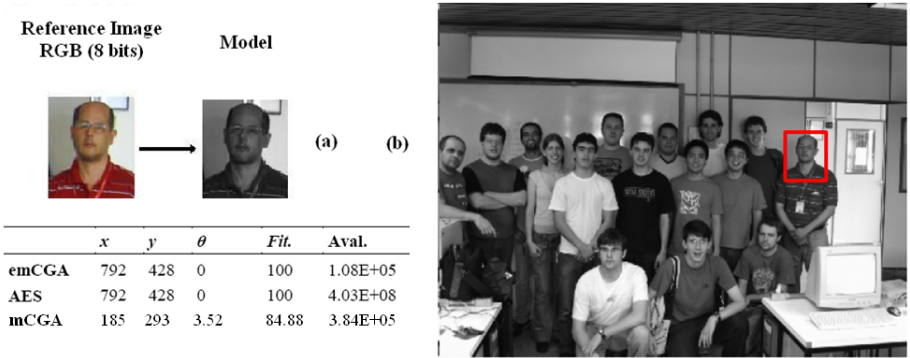 Reference Image
RGB (8 bits)
Model
(a)
(b)
x y θ Fit. Aval.
emCGA 792 428 0 100 1.08E+05
AES 792 428 0 100 4.03E+08
mCGA 185 293 3.52 84.88 3.84E+05